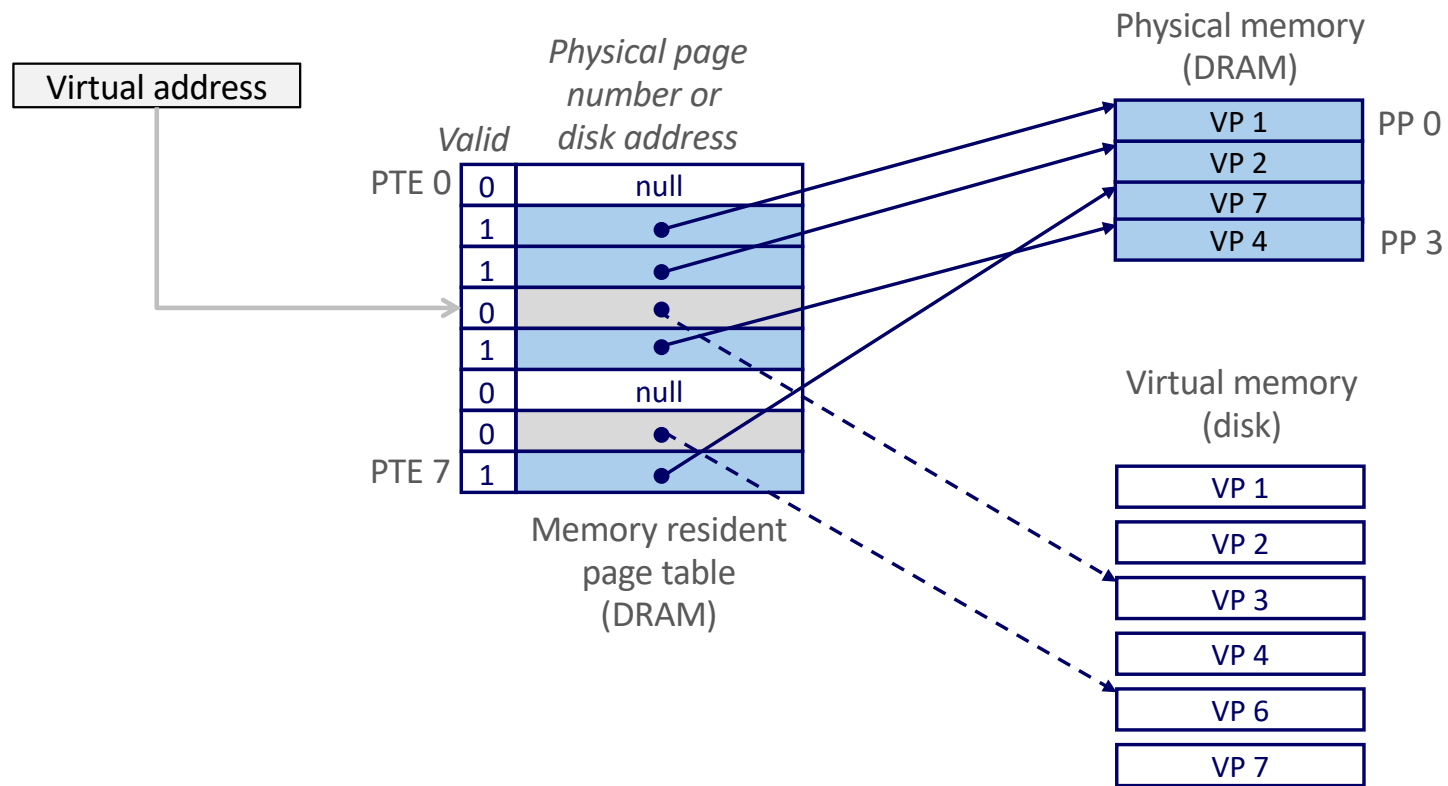 Virtual address
Physical page
number or
disk address
Valid
PTE 0
0
null
1
1
0
1
0
null
0
PTE 7
1
Memory resident
page table
(DRAM)
Physical memory
(DRAM)
VP 1
PP 0
VP 2
VP 7
VP 4
PP 3
Virtual memory
(disk)
VP 1
VP 2
VP 3
VP 4
VP 6
VP 7